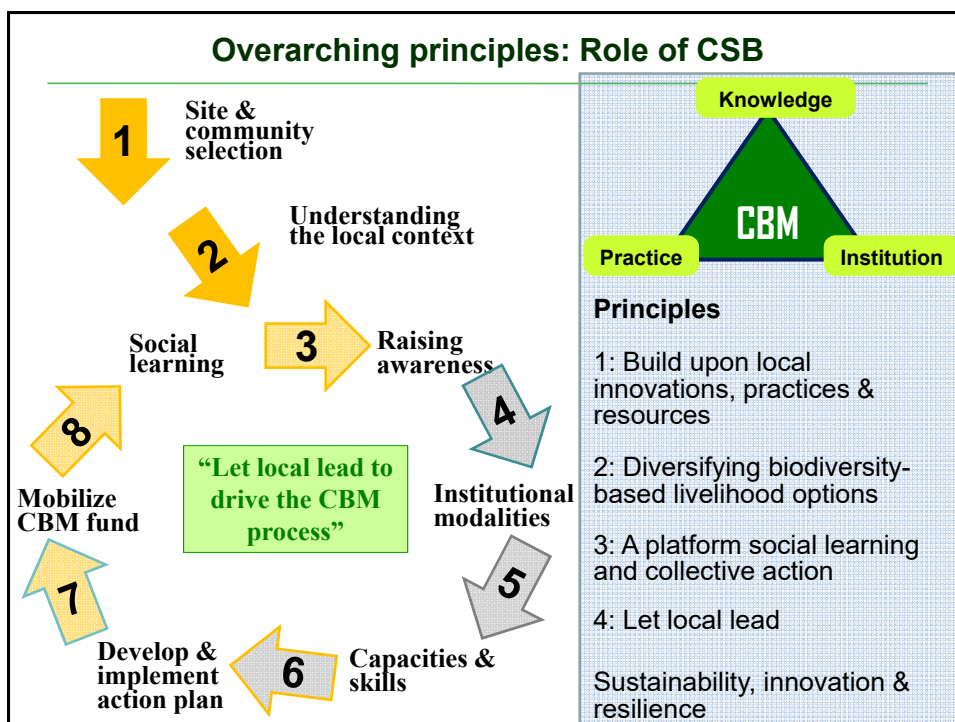 Overarching principles: Role of CSB
1
Site &
community
selection
2
Understanding
the local context
3
Raising
awareness
4
Institutional
modalities
5
Capacities &
skills
6
Develop &
implement
action plan
7
Mobilize
CBM fund
8
Social
learning
“Let local lead to
drive the CBM
process”
Knowledge
CBM
Practice
Institution
Principles
1: Build upon local
innovations, practices &
resources
2: Diversifying biodiversity-
based livelihood options
3: A platform social learning
and collective action
4: Let local lead
Sustainability, innovation &
resilience